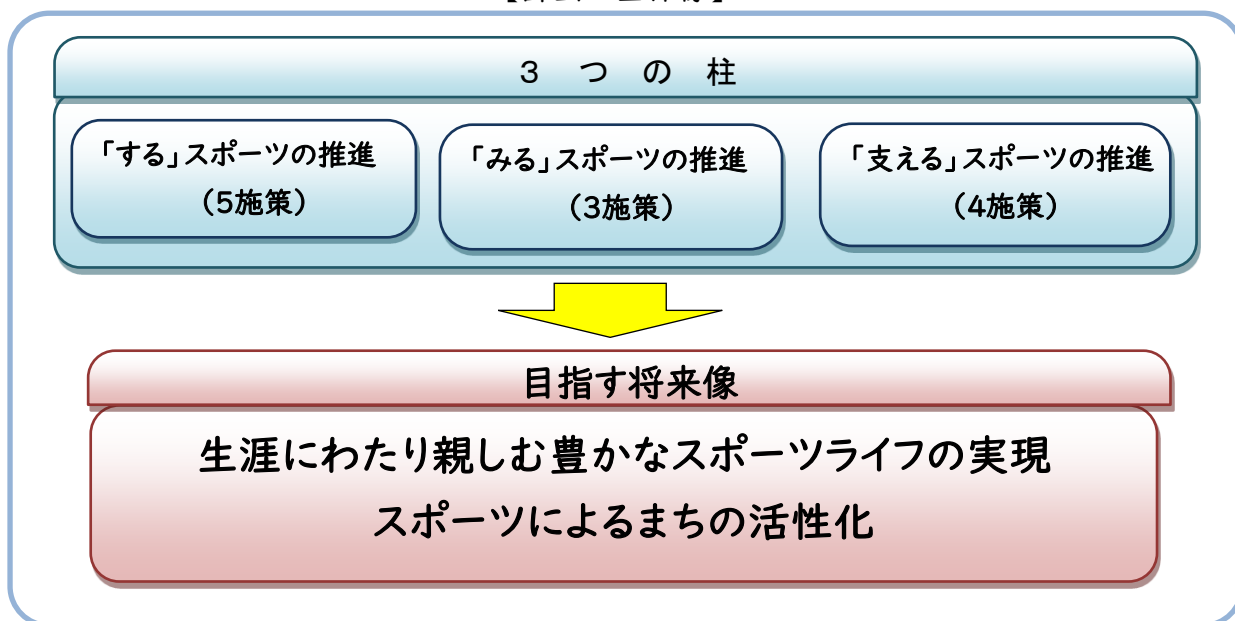 ３つの柱
「する」スポーツの推進
（5施策）
「みる」スポーツの推進
（3施策）
「支える」スポーツの推進
（4施策）
目指す将来像
生涯にわたり親しむ豊かなスポーツライフの実現
スポーツによるまちの活性化